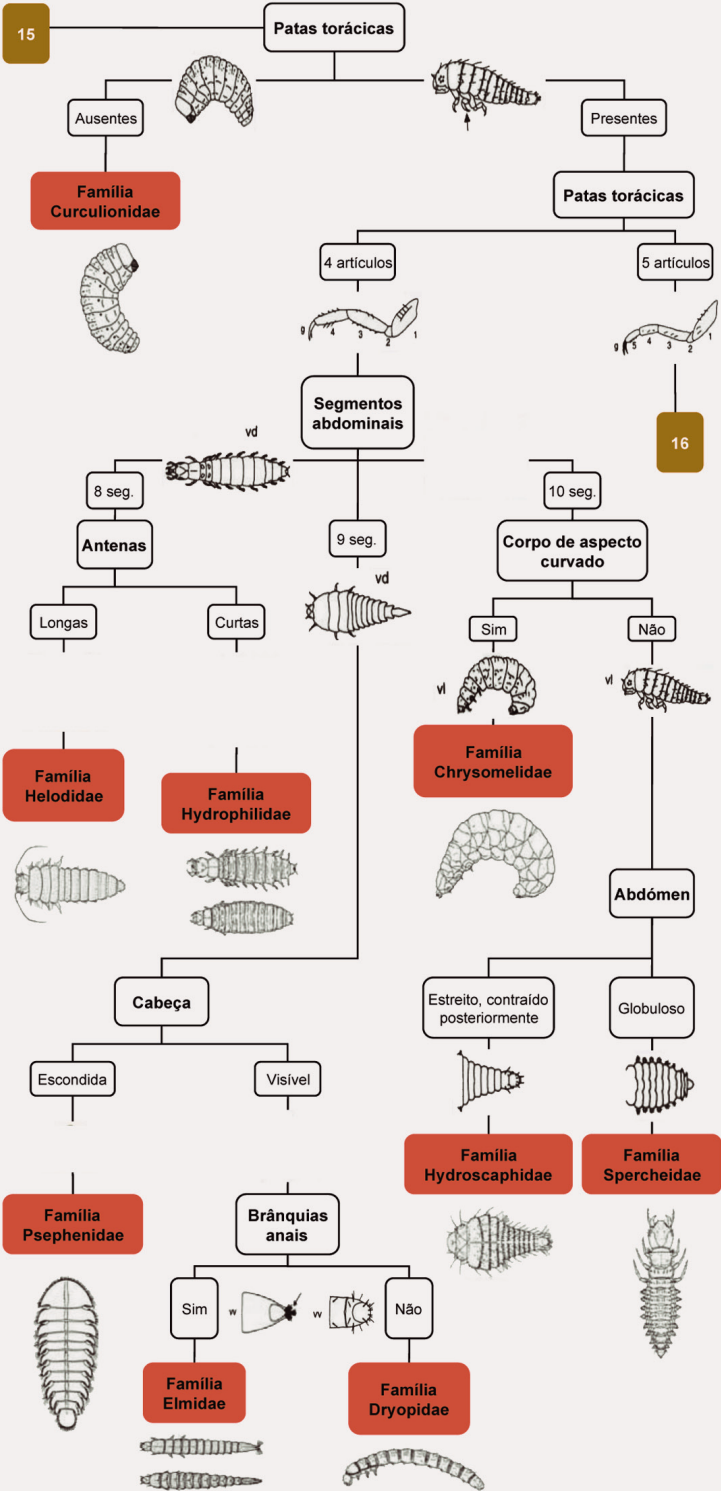 15
Patas torácicas
Ausentes
Presentes
Família
Curculionidae
Patas torácicas
4 artículos
5 artículos
g 4 3 2 1
g 5 4 3 2 1
Segmentos
abdominais
16
vd
8 seg.
10 seg.
Antenas
9 seg.
Corpo de aspecto
curvado
vd
Longas
Curtas
Sim
Não
vl
vl
Família
Helodidae
Família
Hydrophilidae
Família
Chrysomelidae
Abdómen
Cabeça
Estreito, contraído
posteriormente
Globuloso
Escondida
Visível
Família
Hydroscaphidae
Família
Spercheidae
Família
Psephenidae
Brânquias
anais
Sim
vv
vv
Não
Família
Elmidae
Família
Dryopidae